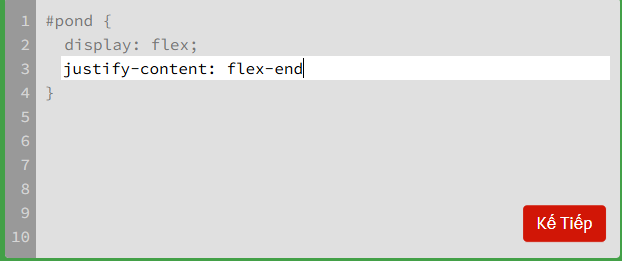 1 #pond {
2 display: flex;
3 justify-content: flex-end
4 }
5
6
7
8
9
10
Kế Tiếp